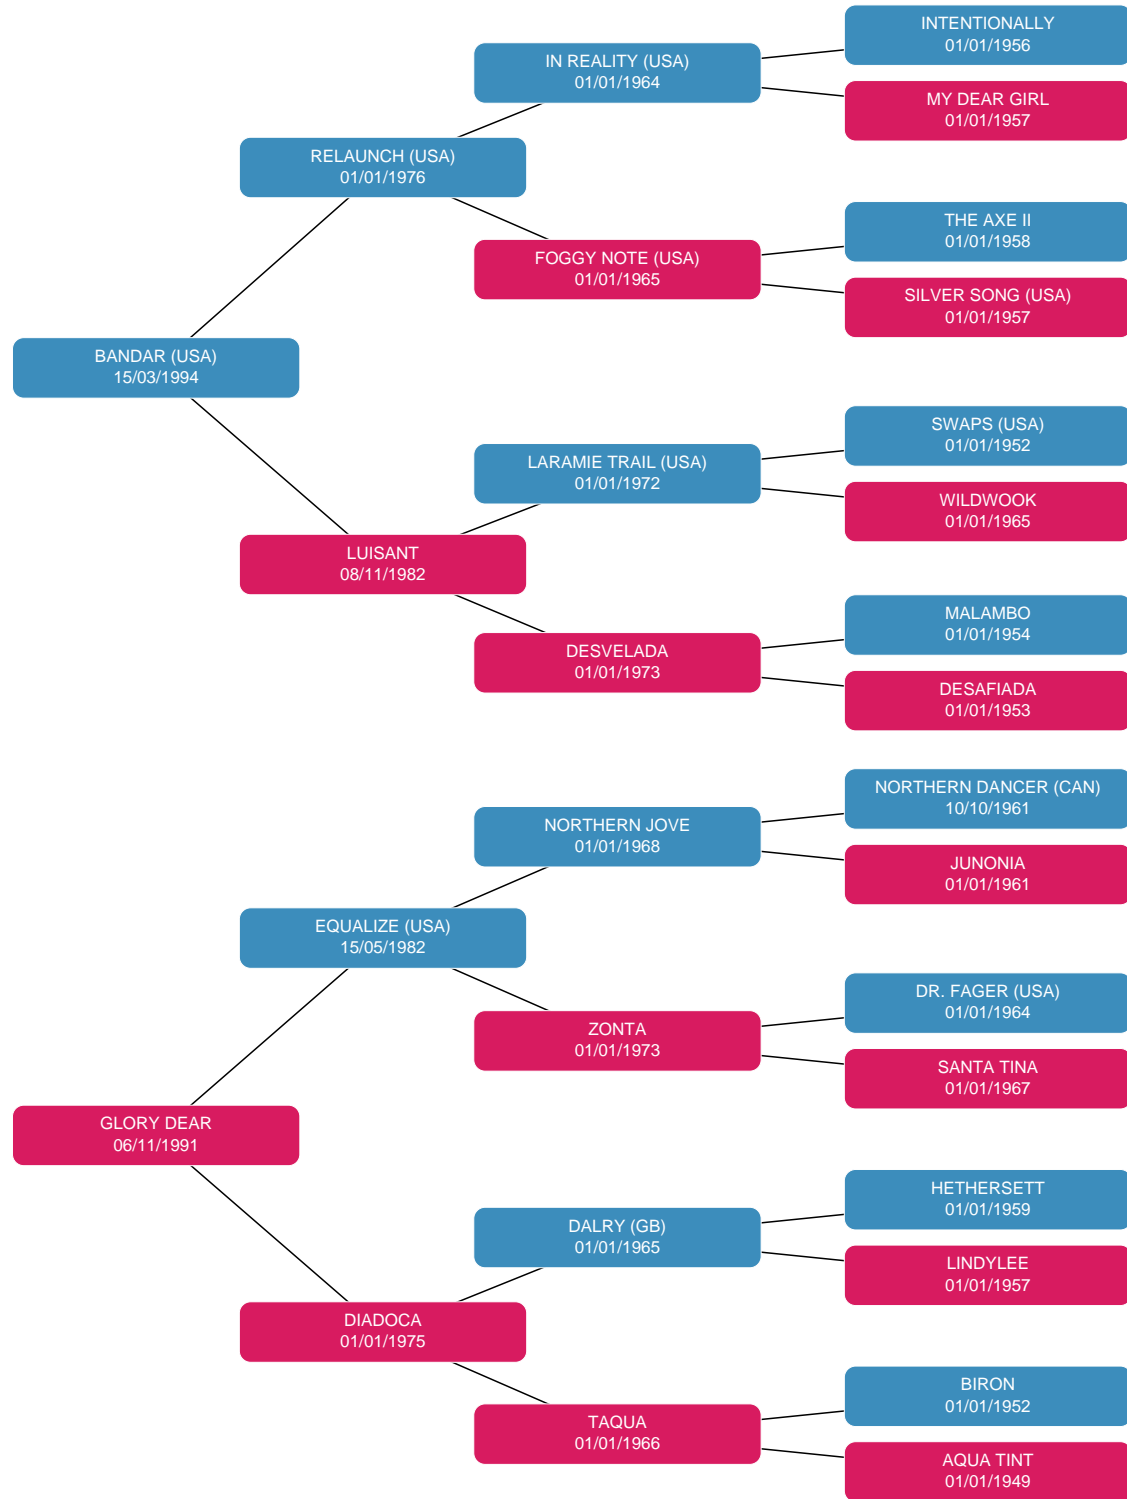 INTENTIONALLY
01/01/1956
IN REALITY (USA)
01/01/1964
MY DEAR GIRL
01/01/1957
RELAUNCH (USA)
01/01/1976
THE AXE II
01/01/1958
FOGGY NOTE (USA)
01/01/1965
SILVER SONG (USA)
01/01/1957
BANDAR (USA)
15/03/1994
SWAPS (USA)
01/01/1952
LARAMIE TRAIL (USA)
01/01/1972
WILDWOOK
01/01/1965
LUISANT
08/11/1982
MALAMBO
01/01/1954
DESVELADA
01/01/1973
DESAFIADA
01/01/1953
NORTHERN DANCER (CAN)
10/10/1961
NORTHERN JOVE
01/01/1968
JUNONIA
01/01/1961
EQUALIZE (USA)
15/05/1982
DR. FAGER (USA)
01/01/1964
ZONTA
01/01/1973
SANTA TINA
01/01/1967
GLORY DEAR
06/11/1991
HETHERSETT
01/01/1959
DALRY (GB)
01/01/1965
LINDYLEE
01/01/1957
DIADOCA
01/01/1975
BIRON
01/01/1952
TAQUA
01/01/1966
AQUA TINT
01/01/1949